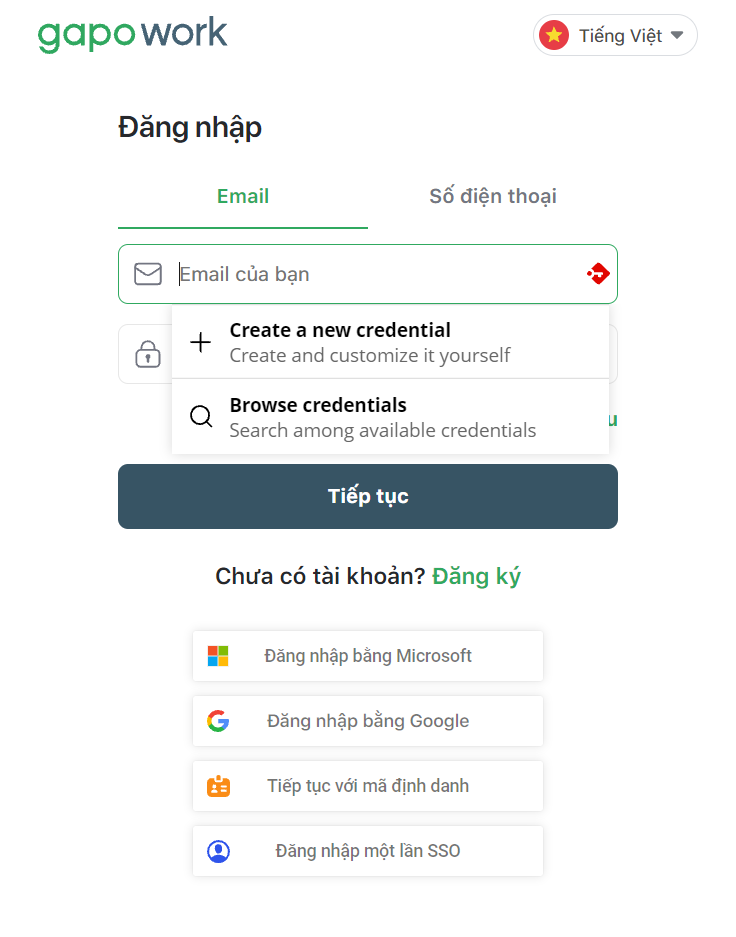 gapowork
Tiếng Việt
Đăng nhập
Email
Số điện thoại
Email của bạn
Create a new credential
Create and customize it yourself
Browse credentials
Search among available credentials
Tiếp tục
Chưa có tài khoản? Đăng ký
Đăng nhập bằng Microsoft
Đăng nhập bằng Google
Tiếp tục với mã định danh
Đăng nhập một lần SSO